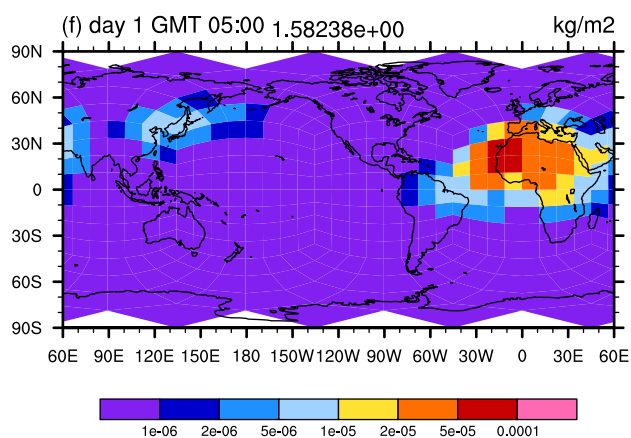 (f) day 1 GMT 05:00 1.58238e+00 kg/m2
90N
60N
30N
0
30S
60S
90S
60E 90E 120E 150E 180 150W 120W 90W 60W 30W 0 30E 60E
1e-06 2e-06 5e-06 1e-05 2e-05 5e-05 0.0001